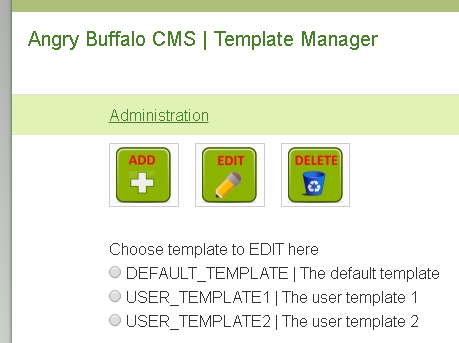 Angry Buffalo CMS | Template Manager
Administration
ADD EDIT DELETE
Choose template to EDIT here
DEFAULT_TEMPLATE | The default template
USER_TEMPLATE1 | The user template 1
USER_TEMPLATE2 | The user template 2